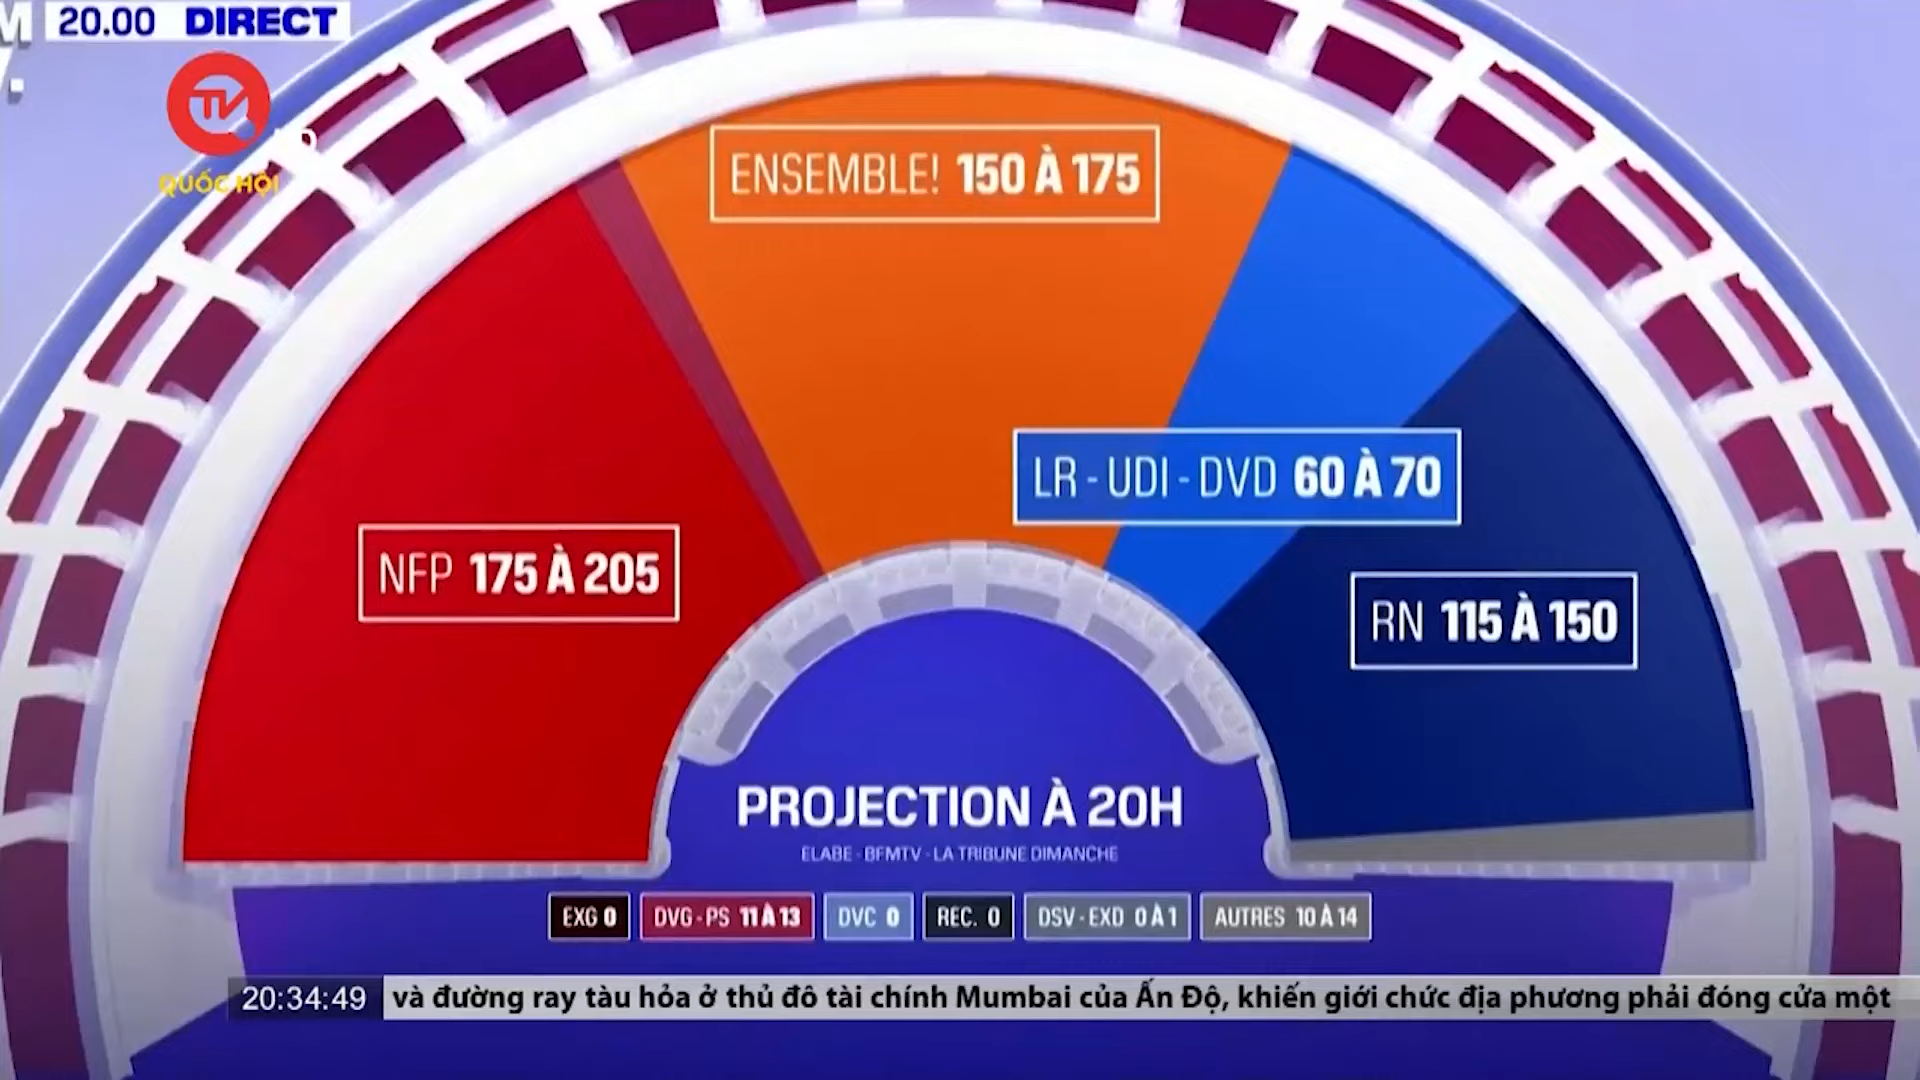 20.00 DIRECT
TV
QUỐC HỘI
ENSEMBLE! 150 À 175
LR - UDI - DVD 60 À 70
NFP 175 À 205
RN 115 À 150
PROJECTION À 20H
ELABE - BFMTV - LA TRIBUNE DIMANCHE
EXG 0
DVG - PS 11 À 13
DVC 0
REC. 0
DSV - EXD 0 À 1
AUTRES 10 À 14
20:34:49 và đường ray tàu hỏa ở thủ đô tài chính Mumbai của Ấn Độ, khiến giới chức địa phương phải đóng cửa một